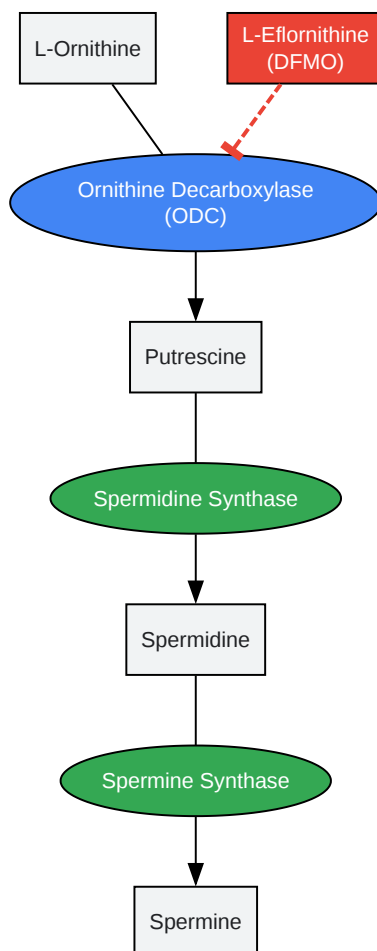 L-Ornithine
L-Eflornithine
(DFMO)
Ornithine Decarboxylase
(ODC)
Putrescine
Spermidine Synthase
Spermidine
Spermine Synthase
Spermine